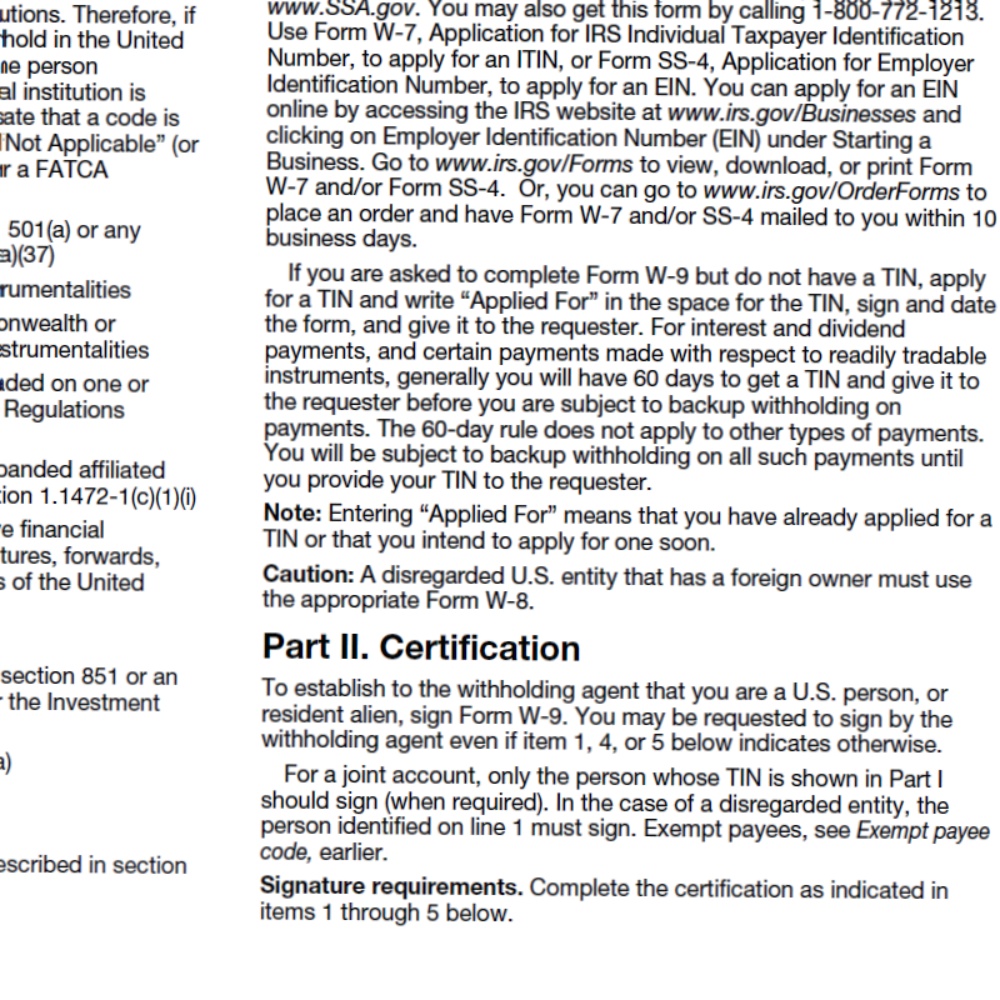 utions. Therefore, if
hold in the United
person
al institution is
ate that a code is
Not Applicable” (or
r a FATCA
501(a) or any
a)(37)
rumentalities
onwealth or
strumentalities
ded on one or
Regulations
panded affiliated
tion 1.1472-1(c)(1)(i)
e financial
tures, forwards,
s of the United
section 851 or an
r the Investment
a)
escribed in section
www.SSA.gov. You may also get this form by calling 1-800-772-1213.
Use Form W-7, Application for IRS Individual Taxpayer Identification
Number, to apply for an ITIN, or Form SS-4, Application for Employer
Identification Number, to apply for an EIN. You can apply for an EIN
online by accessing the IRS website at www.irs.gov/Businesses and
clicking on Employer Identification Number (EIN) under Starting a
Business. Go to www.irs.gov/Forms to view, download, or print Form
W-7 and/or Form SS-4. Or, you can go to www.irs.gov/OrderForms to
place an order and have Form W-7 and/or SS-4 mailed to you within 10
business days.
If you are asked to complete Form W-9 but do not have a TIN, apply
for a TIN and write “Applied For” in the space for the TIN, sign and date
the form, and give it to the requester. For interest and dividend
payments, and certain payments made with respect to readily tradable
instruments, generally you will have 60 days to get a TIN and give it to
the requester before you are subject to backup withholding on
payments. The 60-day rule does not apply to other types of payments.
You will be subject to backup withholding on all such payments until
you provide your TIN to the requester.
Note: Entering “Applied For” means that you have already applied for a
TIN or that you intend to apply for one soon.
Caution: A disregarded U.S. entity that has a foreign owner must use
the appropriate Form W-8.
Part II. Certification
To establish to the withholding agent that you are a U.S. person, or
resident alien, sign Form W-9. You may be requested to sign by the
withholding agent even if item 1, 4, or 5 below indicates otherwise.
For a joint account, only the person whose TIN is shown in Part I
should sign (when required). In the case of a disregarded entity, the
person identified on line 1 must sign. Exempt payees, see Exempt payee
code, earlier.
Signature requirements. Complete the certification as indicated in
items 1 through 5 below.